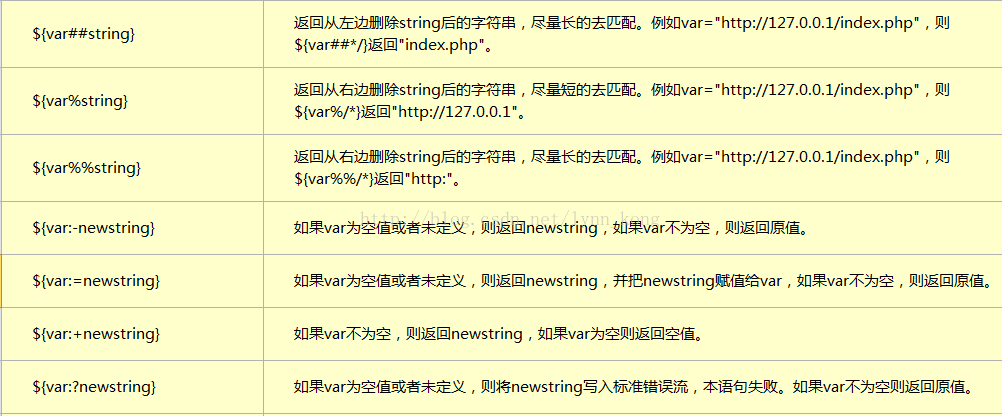 ${var##string}
返回从左边删除string后的字符串，尽量长的去匹配。例如var="http://127.0.0.1/index.php"，则
${var##*/}返回"index.php"。
${var%string}
返回从右边删除string后的字符串，尽量短的去匹配。例如var="http://127.0.0.1/index.php"，则
${var%/*}返回"http://127.0.0.1"。
${var%%string}
返回从右边删除string后的字符串，尽量长的去匹配。例如var="http://127.0.0.1/index.php"，则
${var%%/*}返回"http:"。
http://blog.csdn.net/lynn_kong
${var:-newstring}
如果var为空值或者未定义，则返回newstring，如果var不为空，则返回原值。
${var:=newstring}
如果var为空值或者未定义，则返回newstring，并把newstring赋值给var，如果var不为空，则返回原值。
${var:+newstring}
如果var不为空，则返回newstring，如果var为空则返回空值。
${var:?newstring}
如果var为空值或者未定义，则将newstring写入标准错误流，本语句失败。如果var不为空则返回原值。